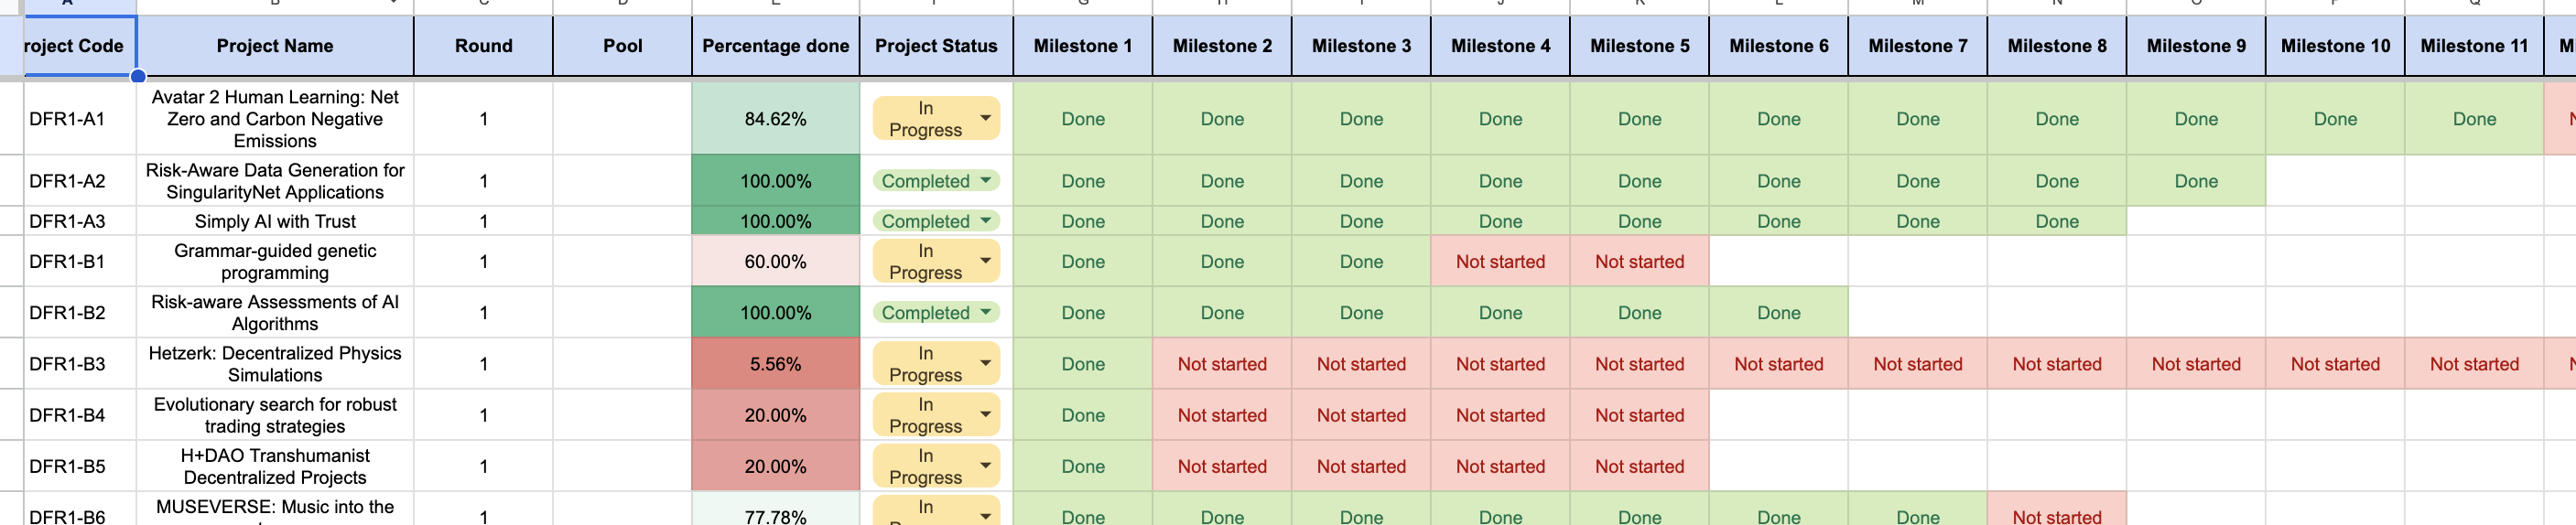 A B C D E F G H I J K L M N O P Q
roject Code Project Name Round Pool Percentage done Project Status Milestone 1 Milestone 2 Milestone 3 Milestone 4 Milestone 5 Milestone 6 Milestone 7 Milestone 8 Milestone 9 Milestone 10 Milestone 11 M
DFR1-A1 Avatar 2 Human Learning: Net
Zero and Carbon Negative
Emissions 1 84.62% In
Progress Done Done Done Done Done Done Done Done Done Done Done N
DFR1-A2 Risk-Aware Data Generation for
SingularityNet Applications 1 100.00% Completed Done Done Done Done Done Done Done Done Done
DFR1-A3 Simply AI with Trust 1 100.00% Completed Done Done Done Done Done Done Done Done
DFR1-B1 Grammar-guided genetic
programming 1 60.00% In
Progress Done Done Done Not started Not started
DFR1-B2 Risk-aware Assessments of AI
Algorithms 1 100.00% Completed Done Done Done Done Done Done
DFR1-B3 Hetzerk: Decentralized Physics
Simulations 1 5.56% In
Progress Done Not started Not started Not started Not started Not started Not started Not started Not started Not started Not started N
DFR1-B4 Evolutionary search for robust
trading strategies 1 20.00% In
Progress Done Not started Not started Not started Not started
DFR1-B5 H+DAO Transhumanist
Decentralized Projects 1 20.00% In
Progress Done Not started Not started Not started Not started
DFR1-B6 MUSEVERSE: Music into the
1 77.78% In
Done Done Done Done Done Done Done Not started